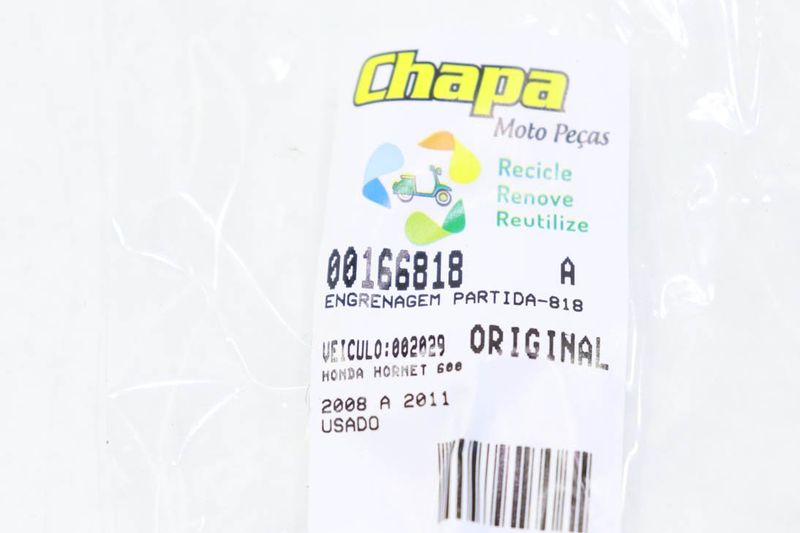 Chapa
Moto Peças
Recicle
Renove
Reutilize
00166818 A
ENGRENAGEM PARTIDA-818
VEICULO:002029 ORIGINAL
HONDA HORNET 600
2008 A 2011
USADO